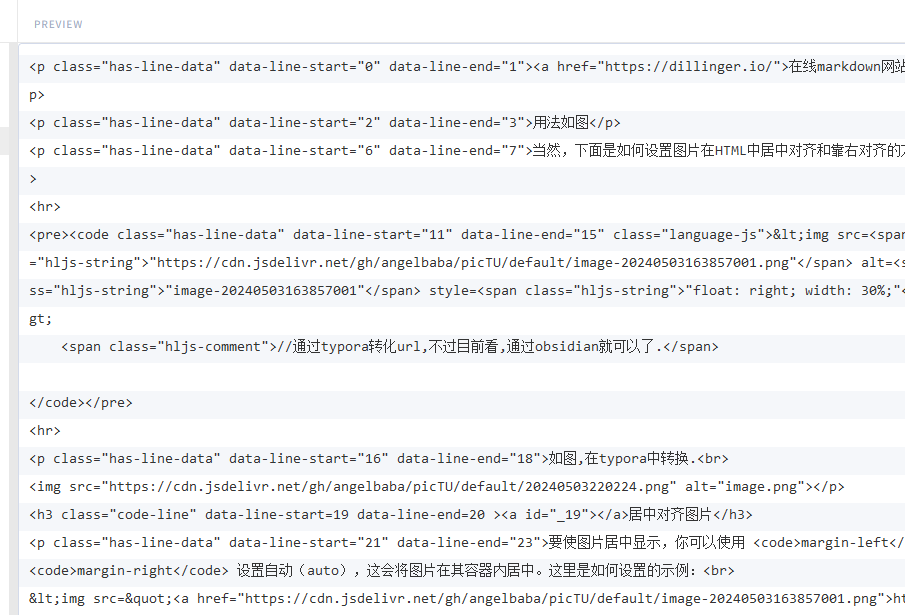 PREVIEW
<p class="has-line-data" data-line-start="0" data-line-end="1"><a href="https://dillinger.io/">在线markdown网站
p>
<p class="has-line-data" data-line-start="2" data-line-end="3">用法如图</p>
<p class="has-line-data" data-line-start="6" data-line-end="7">当然，下面是如何设置图片在HTML中居中对齐和靠右对齐的
>
<hr>
<pre><code class="has-line-data" data-line-start="11" data-line-end="15" class="language-js">&lt;img src=<span
="hljs-string">"https://cdn.jsdelivr.net/gh/angelbaba/picTU/default/image-20240503163857001.png"</span> alt=<s
ss="hljs-string">"image-20240503163857001"</span> style=<span class="hljs-string">"float: right; width: 30%;"<
gt;
<span class="hljs-comment">//通过typora转化url,不过目前看,通过obsidian就可以了.</span>
</code></pre>
<hr>
<p class="has-line-data" data-line-start="16" data-line-end="18">如图,在typora中转换.<br>
<img src="https://cdn.jsdelivr.net/gh/angelbaba/picTU/default/20240503220224.png" alt="image.png"></p>
<h3 class="code-line" data-line-start=19 data-line-end=20 ><a id="_19"></a>居中对齐图片</h3>
<p class="has-line-data" data-line-start="21" data-line-end="23">要使图片居中显示，你可以使用 <code>margin-left</
<code>margin-right</code> 设置自动（auto），这会将图片在其容器内居中。这里是如何设置的示例：<br>
&lt;img src=&quot;<a href="https://cdn.jsdelivr.net/gh/angelbaba/picTU/default/image-20240503163857001.png">ht